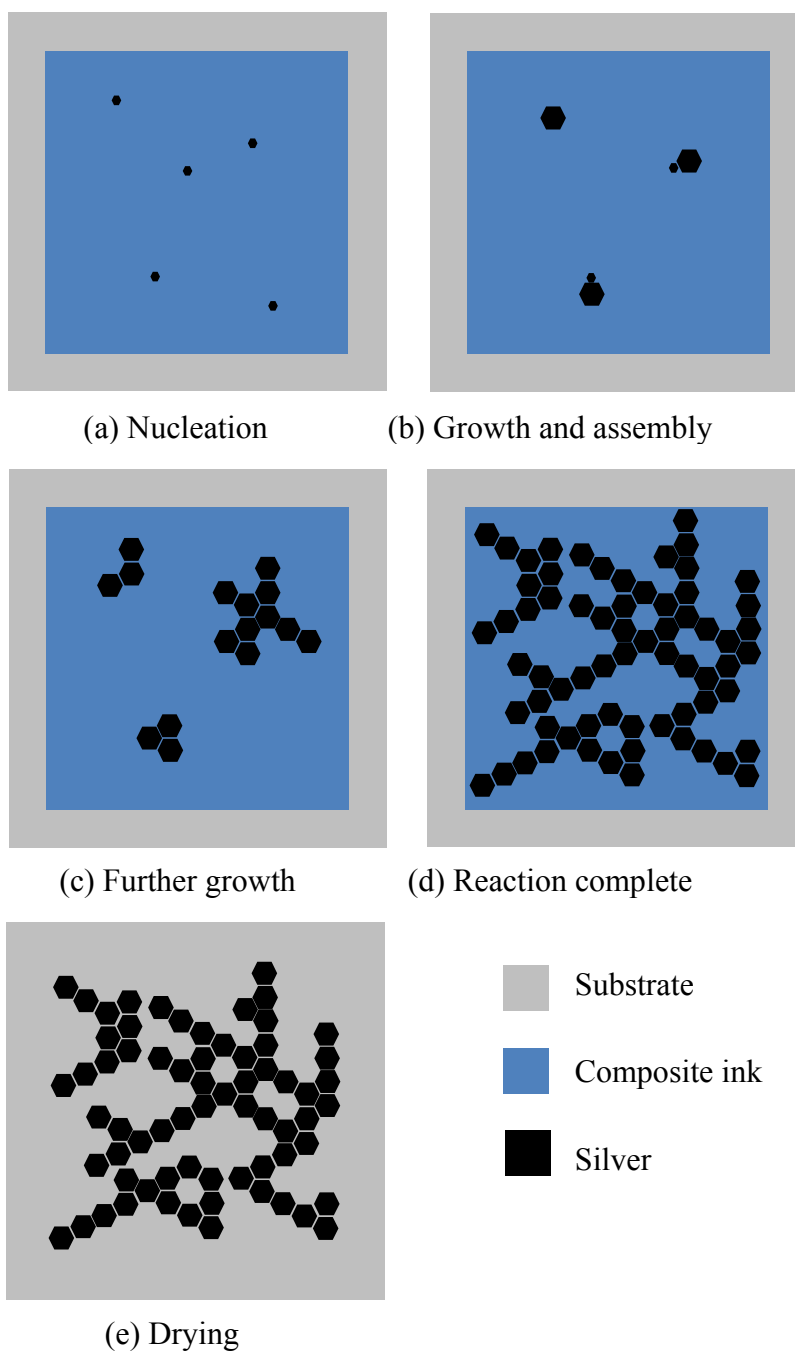 (a) Nucleation
(b) Growth and assembly
(c) Further growth
(d) Reaction complete
Substrate
Composite ink
Silver
(e) Drying